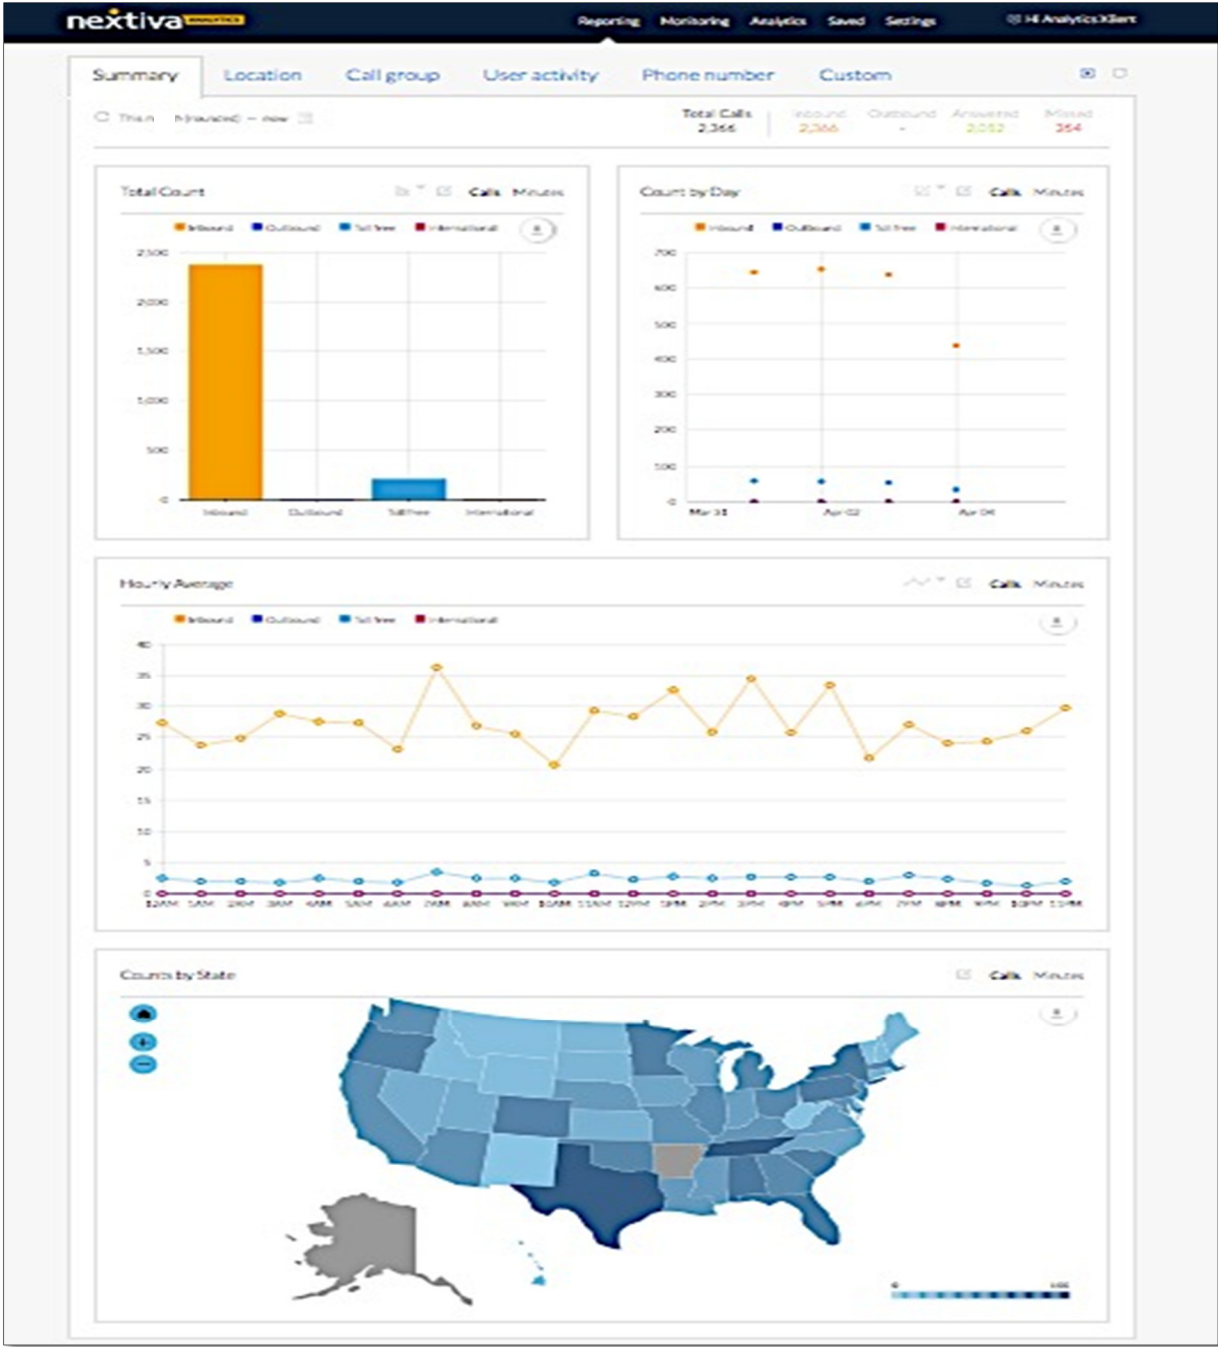 nextiva ANALYTICS
Reporting Monitoring Analytics Saved Settings
Hi Analytics
Summary Location Call group User activity Phone number Custom
Total Calls Inbound Outbound Answered Missed
2,366 2,366 - 364
(rounded) — now
Total Count
Calls Minutes
Inbound Outbound Toll free International
2,500
2,000
1,500
1,000
500
0
Inbound Outbound Toll free International
Count by Day
Calls Minutes
Inbound Outbound Toll free International
700
600
500
400
300
200
100
0
Mar 31 Apr 02 Apr 04
Hourly Average
Calls Minutes
Inbound Outbound Toll free International
40
35
30
25
20
15
10
5
0
12AM 1AM 2AM 3AM 4AM 5AM 6AM 7AM 8AM 9AM 10AM 11AM 12PM 1PM 2PM 3PM 4PM 5PM 6PM 7PM 8PM 9PM 10PM 11PM
Counts by State
Calls Minutes
0